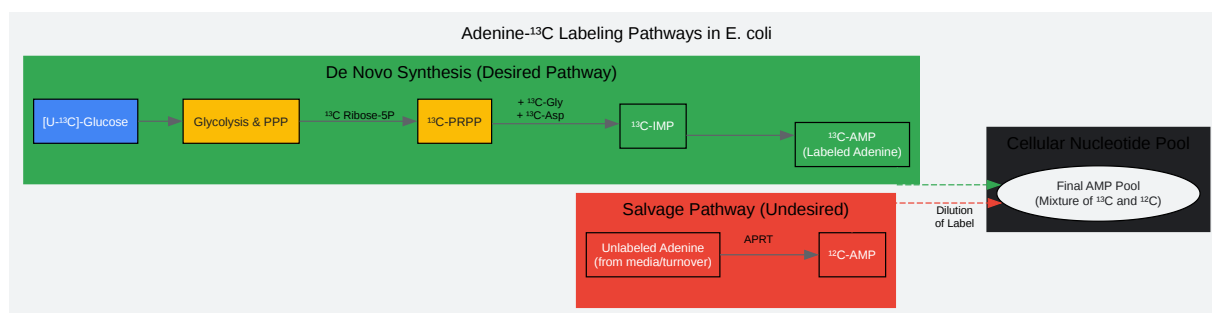 Adenine-¹³C Labeling Pathways in E. coli
De Novo Synthesis (Desired Pathway)
[U-¹³C]-Glucose
Glycolysis & PPP
¹³C Ribose-5P
¹³C-PRPP
+ ¹³C-Gly
+ ¹³C-Asp
¹³C-IMP
¹³C-AMP
(Labeled Adenine)
Cellular Nucleotide Pool
Final AMP Pool
(Mixture of ¹³C and ¹²C)
Dilution
of Label
Salvage Pathway (Undesired)
Unlabeled Adenine
(from media/turnover)
APRT
¹²C-AMP